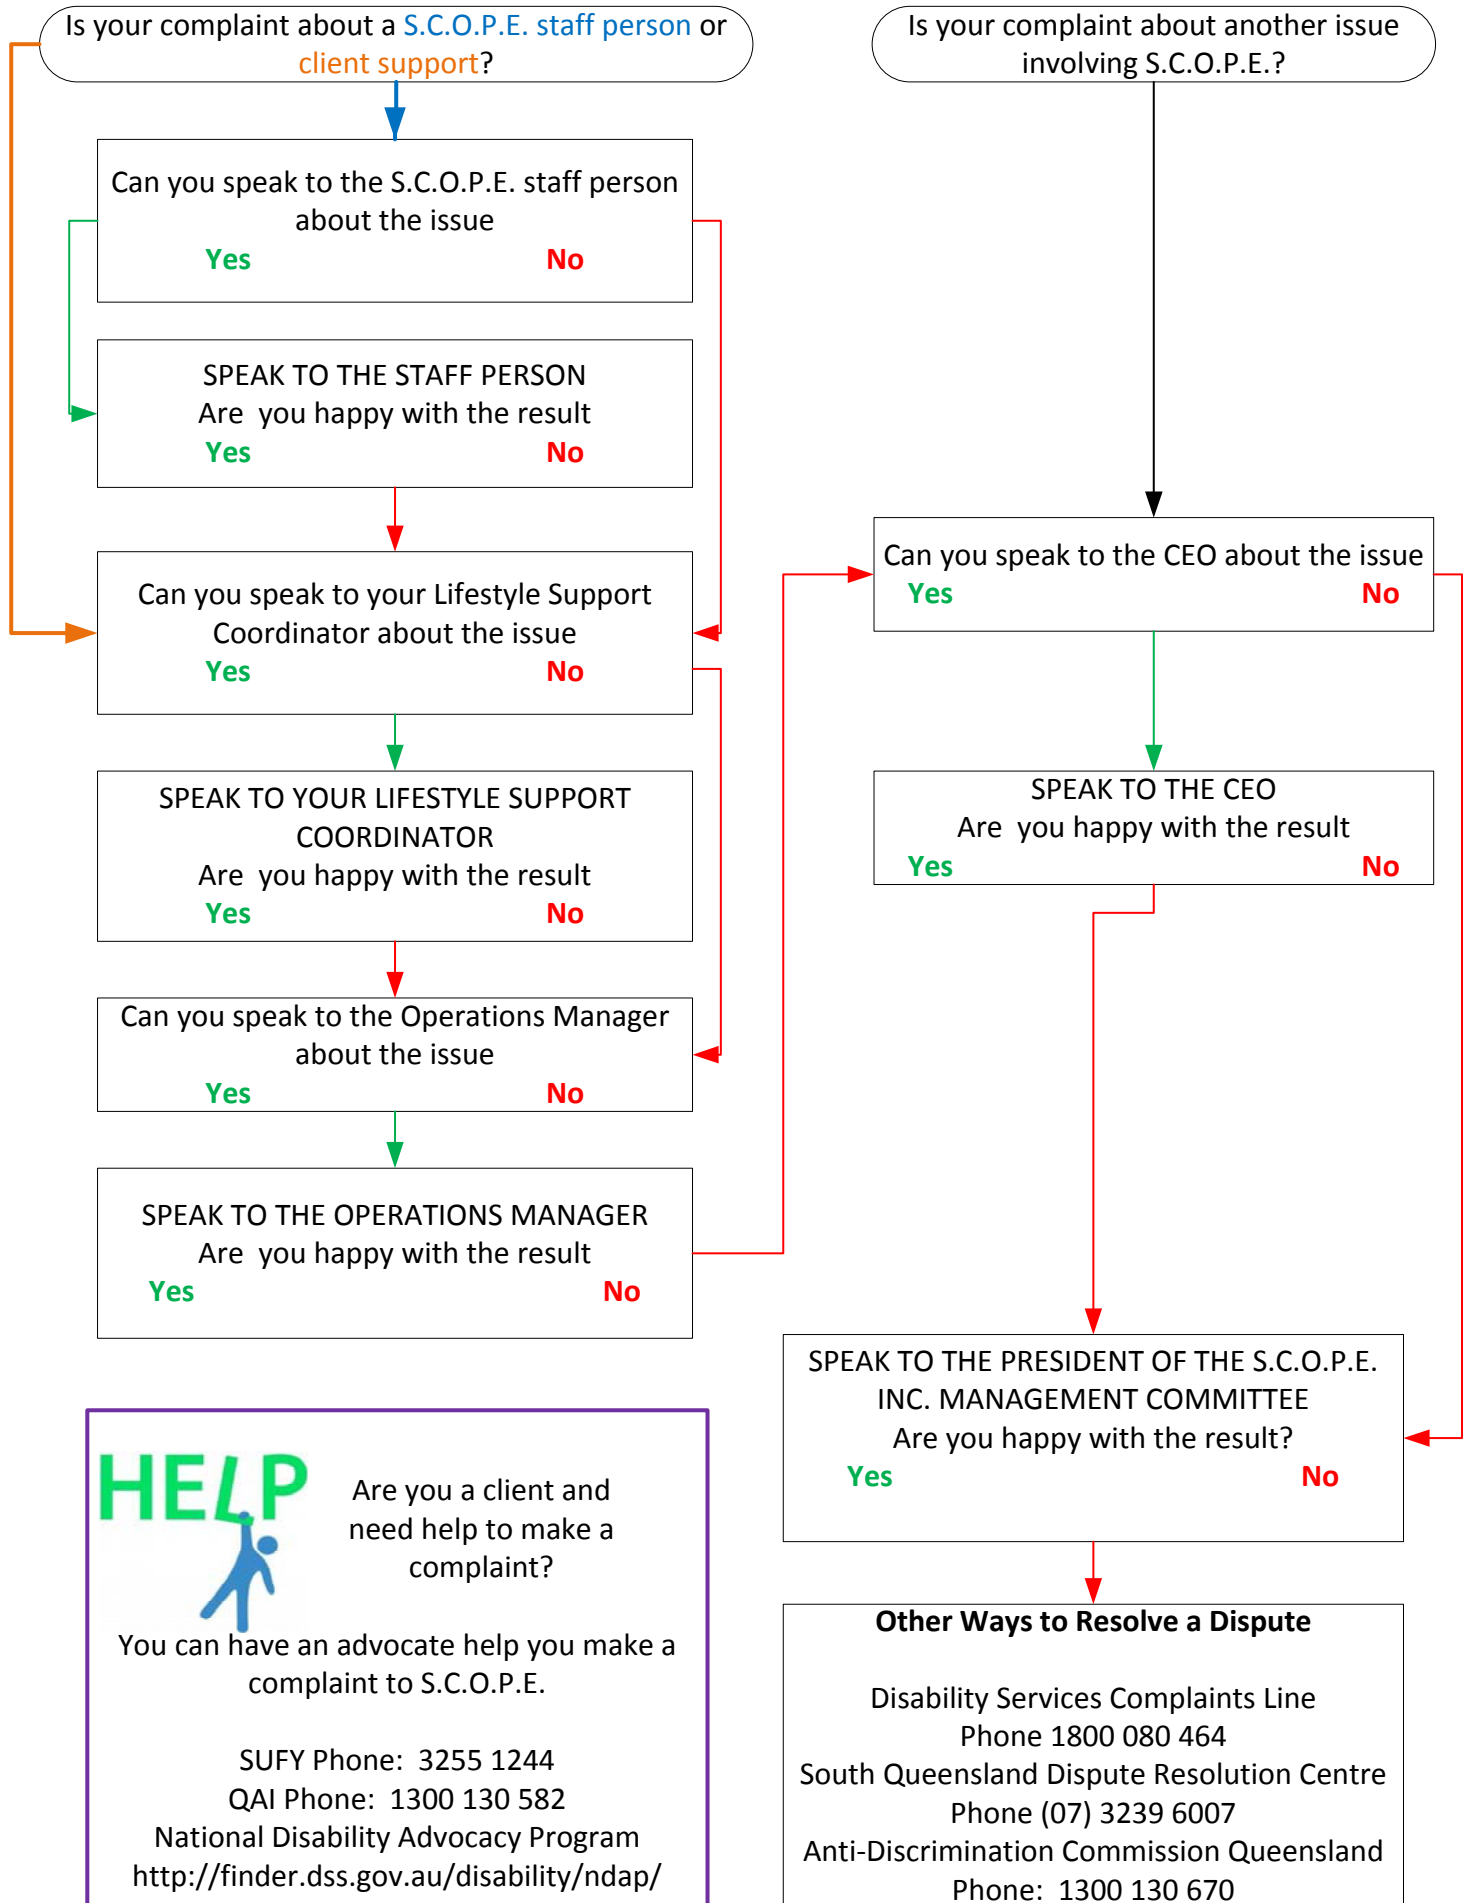 Is your complaint about a S.C.O.P.E. staff person or
client support?
Can you speak to the S.C.O.P.E. staff person
about the issue
Yes No
SPEAK TO THE STAFF PERSON
Are you happy with the result
Yes No
Can you speak to your Lifestyle Support
Coordinator about the issue
Yes No
SPEAK TO YOUR LIFESTYLE SUPPORT
COORDINATOR
Are you happy with the result
Yes No
Can you speak to the Operations Manager
about the issue
Yes No
SPEAK TO THE OPERATIONS MANAGER
Are you happy with the result
Yes No
Is your complaint about another issue
involving S.C.O.P.E.?
Can you speak to the CEO about the issue
Yes No
SPEAK TO THE CEO
Are you happy with the result
Yes No
SPEAK TO THE PRESIDENT OF THE S.C.O.P.E.
INC. MANAGEMENT COMMITTEE
Are you happy with the result?
Yes No
HELP
Are you a client and
need help to make a
complaint?
You can have an advocate help you make a
complaint to S.C.O.P.E.
SUFY Phone: 3255 1244
QAI Phone: 1300 130 582
National Disability Advocacy Program
http://finder.dss.gov.au/disability/ndap/
Other Ways to Resolve a Dispute
Disability Services Complaints Line
Phone 1800 080 464
South Queensland Dispute Resolution Centre
Phone (07) 3239 6007
Anti-Discrimination Commission Queensland
Phone: 1300 130 670